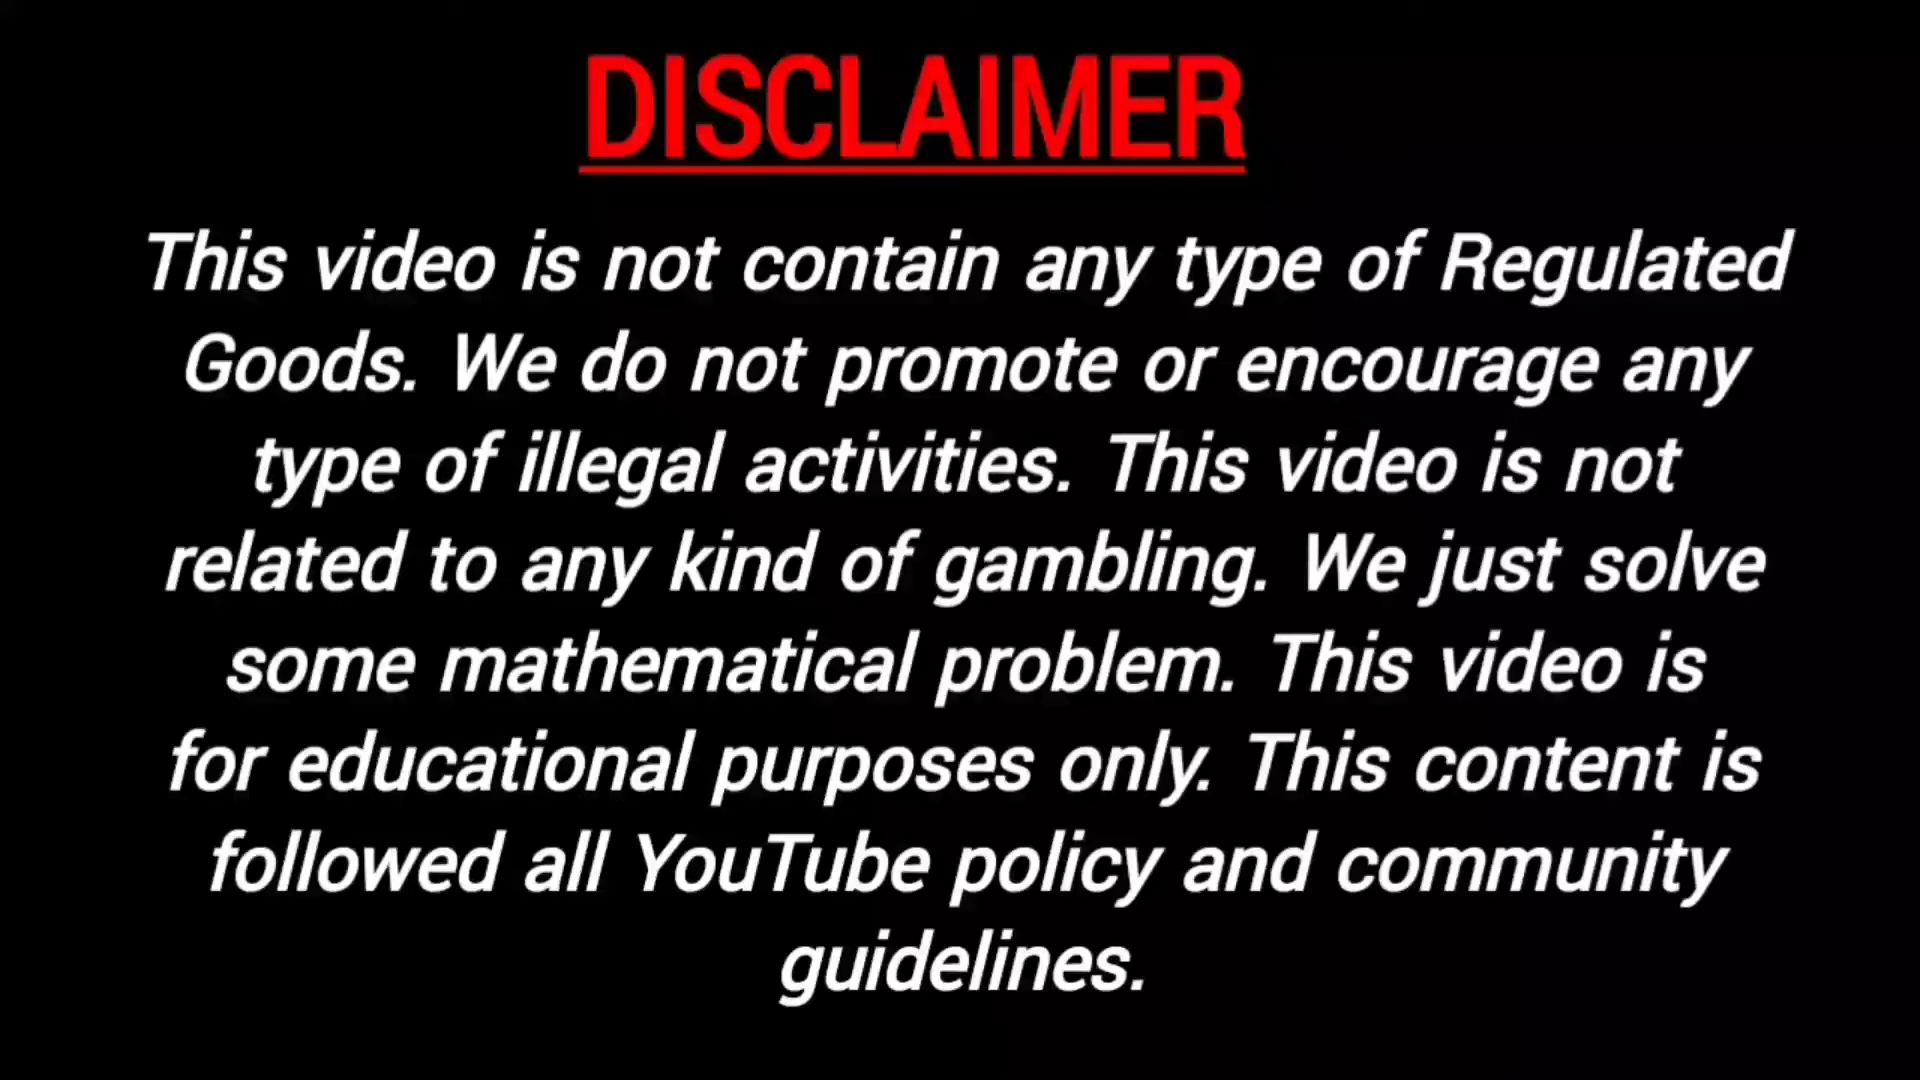 DISCLAIMER
This video is not contain any type of Regulated
Goods. We do not promote or encourage any
type of illegal activities. This video is not
related to any kind of gambling. We just solve
some mathematical problem. This video is
for educational purposes only. This content is
followed all YouTube policy and community
guidelines.